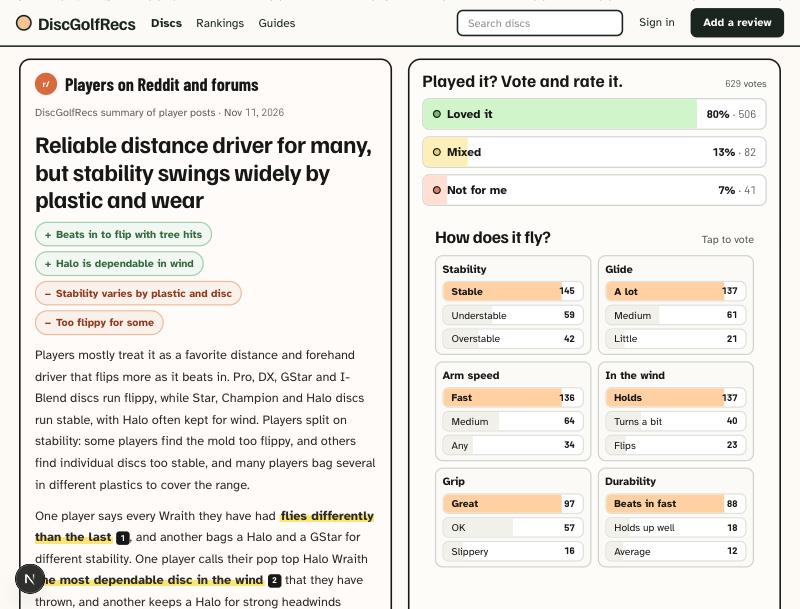 DiscGolfRecs
Discs
Rankings
Guides
Search discs
Sign in
Add a review
r/
Players on Reddit and forums
DiscGolfRecs summary of player posts · Nov 11, 2026
Reliable distance driver for many,
but stability swings widely by
plastic and wear
+ Beats in to flip with tree hits
+ Halo is dependable in wind
– Stability varies by plastic and disc
– Too flippy for some
Players mostly treat it as a favorite distance and forehand
driver that flips more as it beats in. Pro, DX, GStar and I-
Blend discs run flippy, while Star, Champion and Halo discs
run stable, with Halo often kept for wind. Players split on
stability: some players find the mold too flippy, and others
find individual discs too stable, and many players bag several
in different plastics to cover the range.
One player says every Wraith they have had flies differently
than the last 1, and another bags a Halo and a GStar for
different stability. One player calls their pop top Halo Wraith
the most dependable disc in the wind 2 that they have
thrown, and another keeps a Halo for strong headwinds
N
Played it? Vote and rate it.
629 votes
Loved it 80% · 506
Mixed 13% · 82
Not for me 7% · 41
How does it fly?
Tap to vote
Stability
Stable 145
Understable 59
Overstable 42
Glide
A lot 137
Medium 61
Little 21
Arm speed
Fast 136
Medium 64
Any 34
In the wind
Holds 137
Turns a bit 40
Flips 23
Grip
Great 97
OK 57
Slippery 16
Durability
Beats in fast 88
Holds up well 18
Average 12